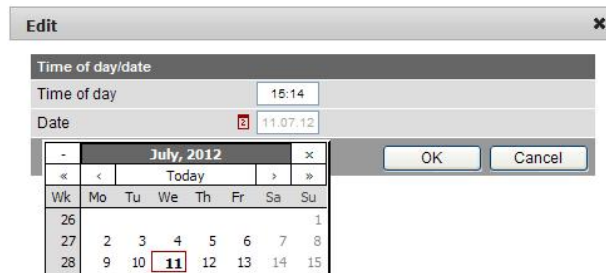 Edit ×
Time of day/date
Time of day 15:14
Date 2 11.07.12
OK Cancel
- July, 2012 ×
« ‹ Today › »
Wk Mo Tu We Th Fr Sa Su
26 1
27 2 3 4 5 6 7 8
28 9 10 11 12 13 14 15